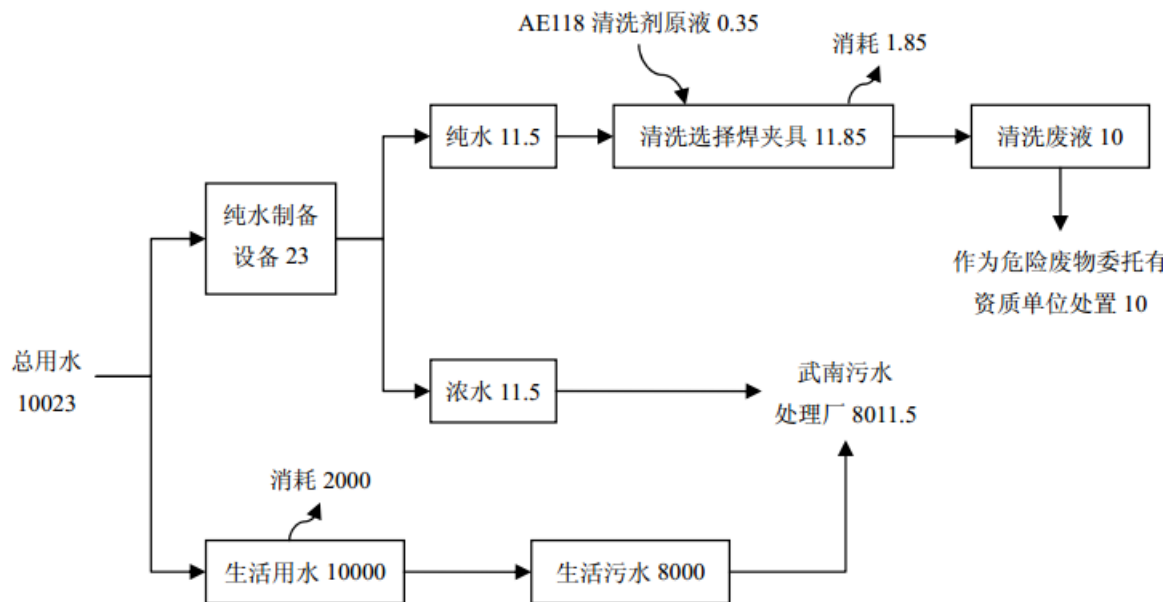 AE118 清洗剂原液 0.35
消耗 1.85
纯水 11.5
清洗选择焊夹具 11.85
清洗废液 10
纯水制备
设备 23
作为危险废物委托有
资质单位处置 10
总用水
10023
浓水 11.5
武南污水
处理厂 8011.5
消耗 2000
生活用水 10000
生活污水 8000